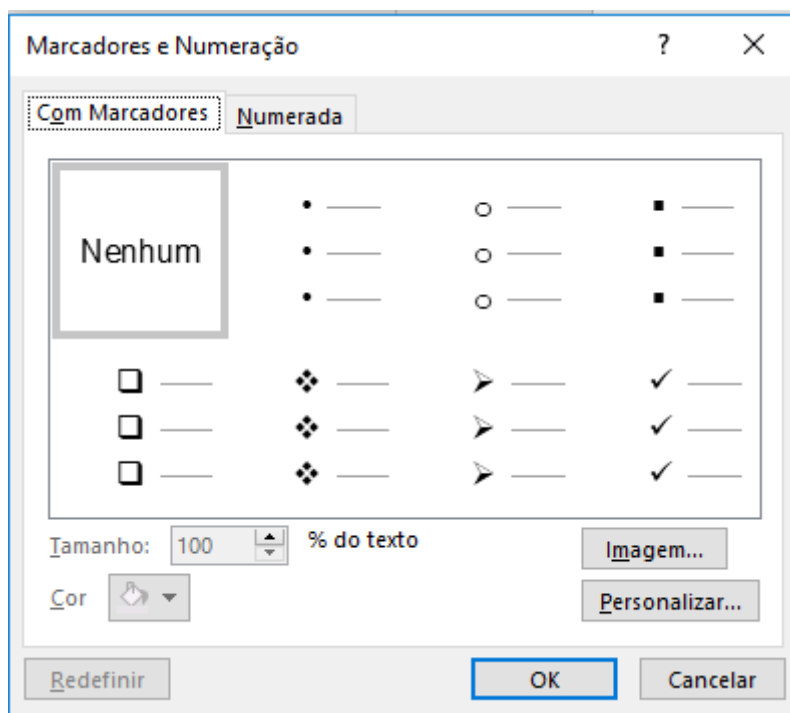 Marcadores e Numeração
Com Marcadores
Numerada
Nenhum
Tamanho: 100 % do texto
Imagem...
Cor
Personalizar...
Redefinir
OK
Cancelar